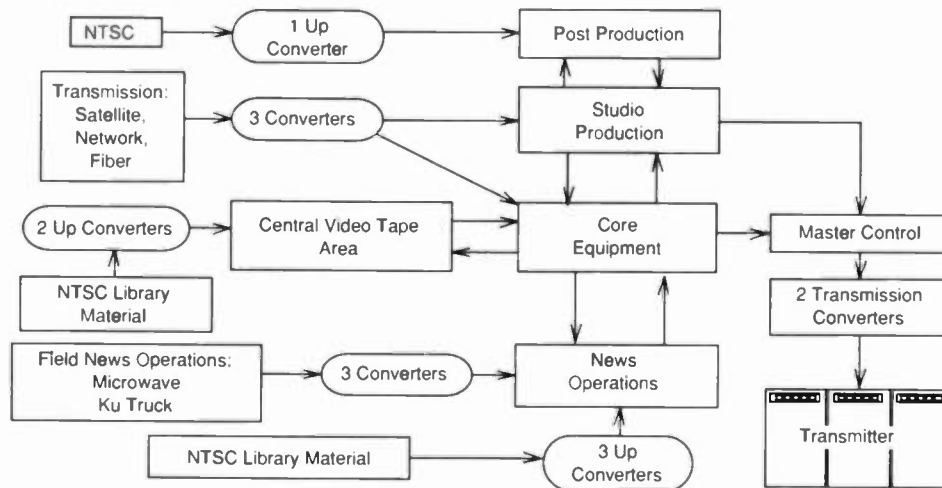 NTSC
1 Up
Converter
Post Production
Transmission:
Satellite,
Network,
Fiber
3 Converters
Studio
Production
2 Up Converters
Central Video Tape
Area
Core
Equipment
Master Control
NTSC Library
Material
2 Transmission
Converters
Field News Operations:
Microwave
Ku Truck
3 Converters
News
Operations
Transmitter
NTSC Library Material
3 Up
Converters